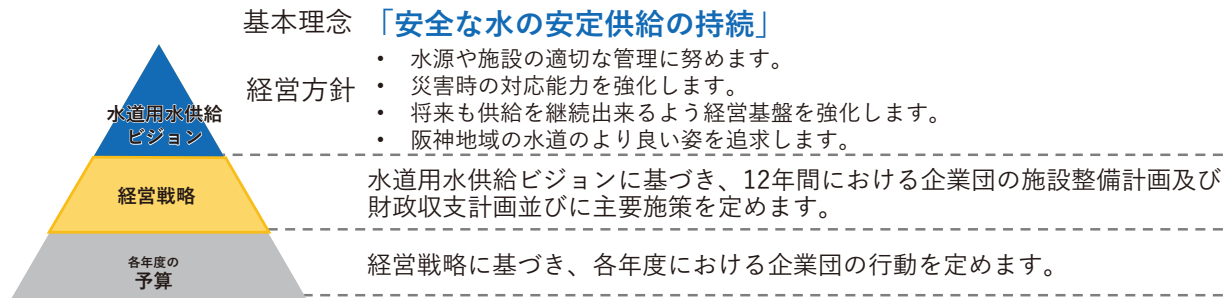 基本理念 「安全な水の安定供給の持続」
経営方針
• 水源や施設の適切な管理に努めます。
• 災害時の対応能力を強化します。
• 将来も供給を継続出来るよう経営基盤を強化します。
• 阪神地域の水道のより良い姿を追求します。
水道用水供給
ビジョン
経営戦略
水道用水供給ビジョンに基づき、12年間における企業団の施設整備計画及び
財政収支計画並びに主要施策を定めます。
各年度の
予算
経営戦略に基づき、各年度における企業団の行動を定めます。